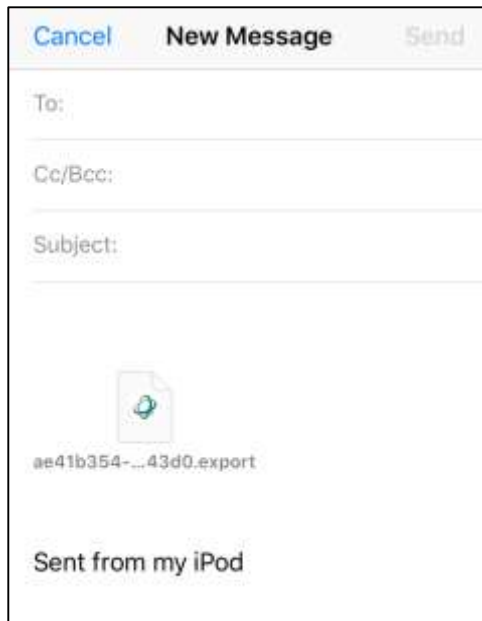 Cancel New Message Send
To:
Cc/Bcc:
Subject:
ae41b354-...43d0.export
Sent from my iPod